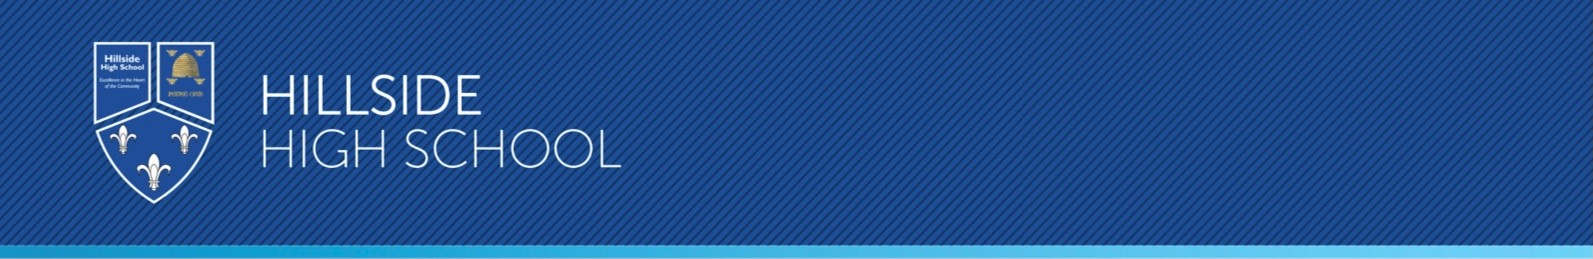 Hillside
High School
Excellence in the Heart
of the Community
HILLSIDE
HIGH SCHOOL